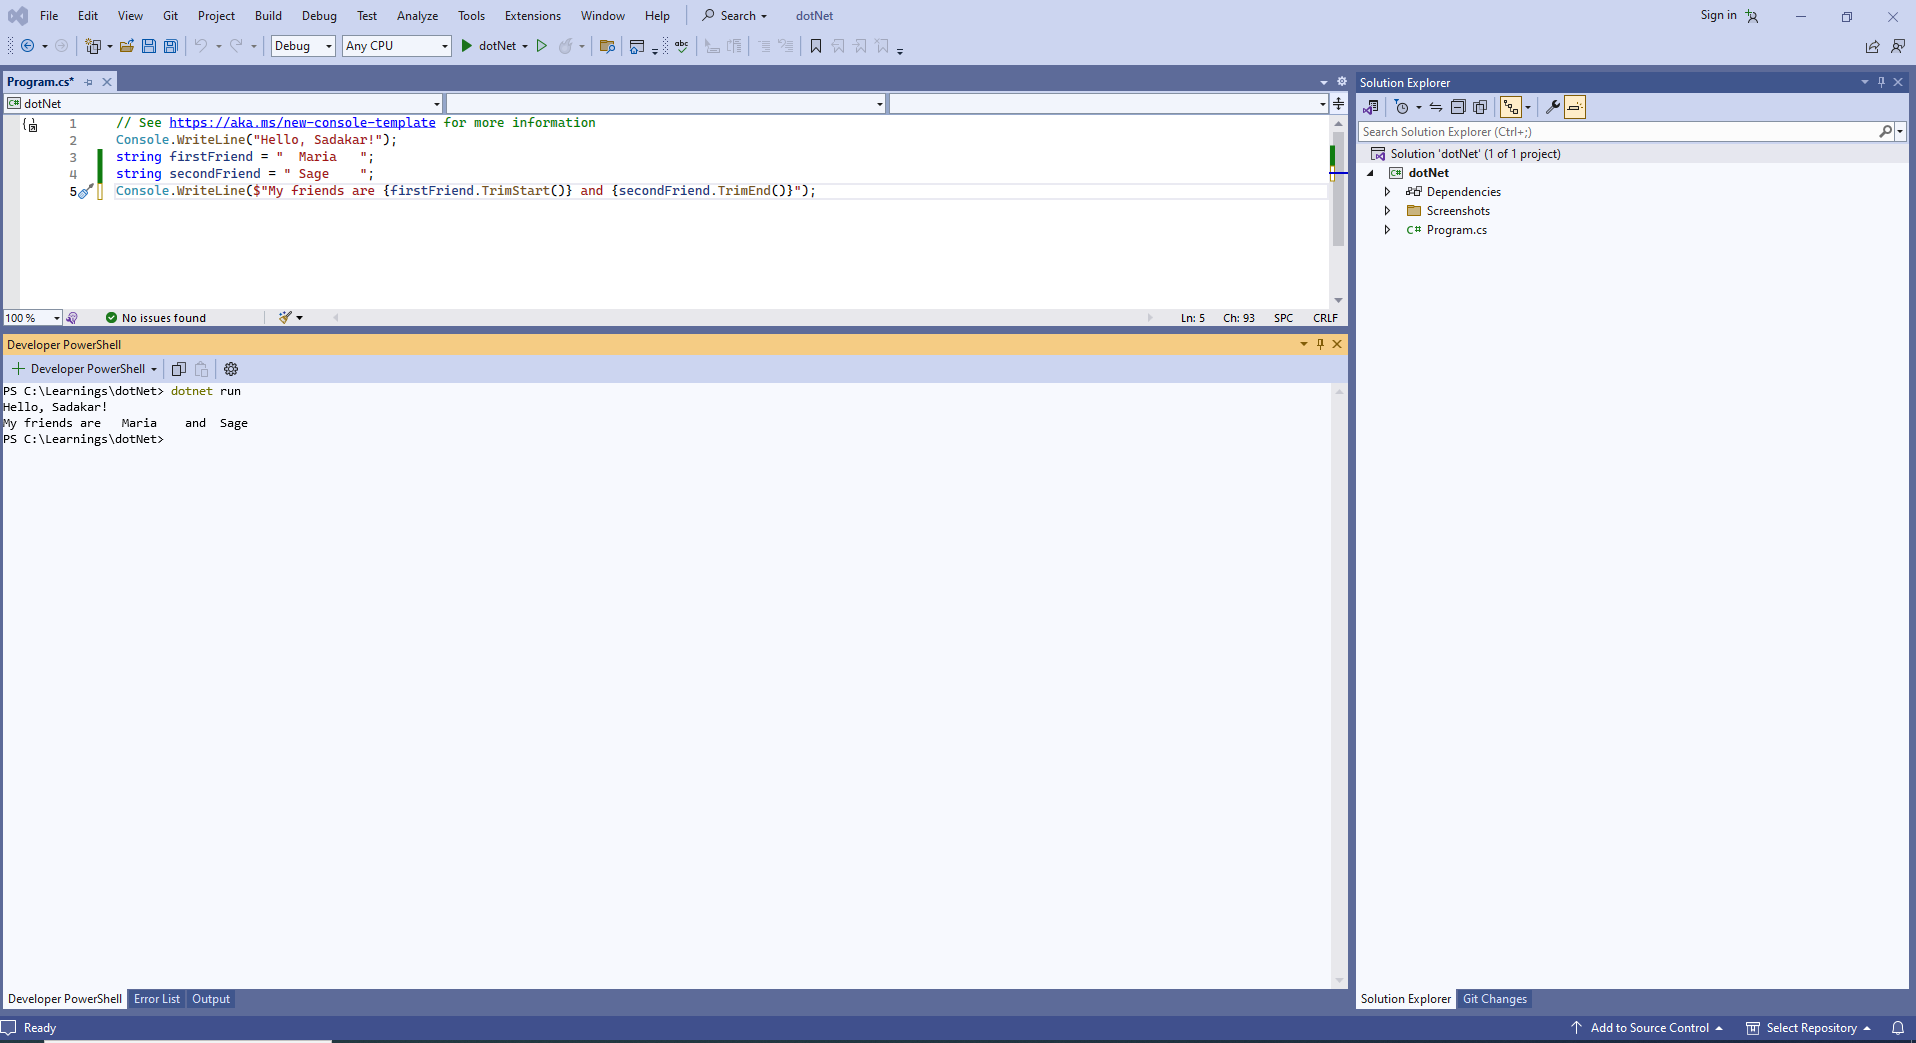 File Edit View Git Project Build Debug Test Analyze Tools Extensions Window Help Search dotNet Sign in
Debug Any CPU dotNet
Program.cs*
C# dotNet
1 // See https://aka.ms/new-console-template for more information
2 Console.WriteLine("Hello, Sadakar!");
3 string firstFriend = "  Maria   ";
4 string secondFriend = " Sage    ";
5 Console.WriteLine($"My friends are {firstFriend.TrimStart()} and {secondFriend.TrimEnd()}");
100 % No issues found Ln: 5 Ch: 93 SPC CRLF
Developer PowerShell
Developer PowerShell
PS C:\Learnings\dotNet> dotnet run
Hello, Sadakar!
My friends are   Maria    and  Sage
PS C:\Learnings\dotNet>
Developer PowerShell Error List Output
Solution Explorer
Search Solution Explorer (Ctrl+;)
Solution 'dotNet' (1 of 1 project)
C# dotNet
Dependencies
Screenshots
C# Program.cs
Solution Explorer Git Changes
Ready Add to Source Control Select Repository